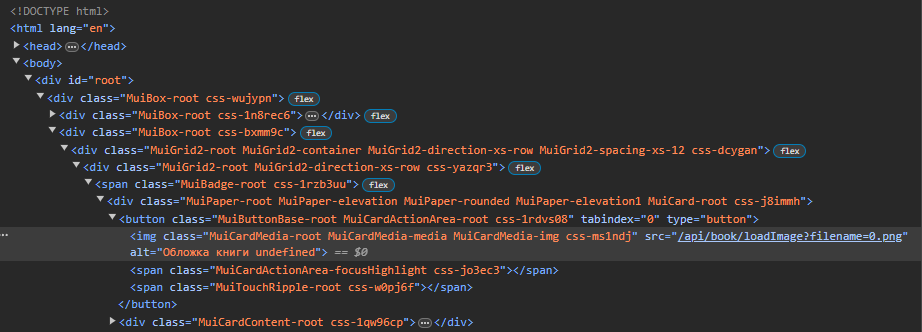 <!DOCTYPE html>
<html lang="en">
<head> ⋯ </head>
<body>
<div id="root">
<div class="MuiBox-root css-wujypn"> flex
<div class="MuiBox-root css-1n8rec6"> ⋯ </div> flex
<div class="MuiBox-root css-bxmm9c"> flex
<div class="MuiGrid2-root MuiGrid2-container MuiGrid2-direction-xs-row MuiGrid2-spacing-xs-12 css-dcygan"> flex
<div class="MuiGrid2-root MuiGrid2-direction-xs-row css-yazqr3"> flex
<span class="MuiBadge-root css-1rzb3uu"> flex
<div class="MuiPaper-root MuiPaper-elevation MuiPaper-rounded MuiPaper-elevation1 MuiCard-root css-j8immh">
<button class="MuiButtonBase-root MuiCardActionArea-root css-1rdvs08" tabindex="0" type="button">
⋯ <img class="MuiCardMedia-root MuiCardMedia-media MuiCardMedia-img css-ms1ndj" src="/api/book/loadImage?filename=0.png"
alt="Обложка книги undefined"> == $0
<span class="MuiCardActionArea-focusHighlight css-jo3ec3"></span>
<span class="MuiTouchRipple-root css-w0pj6f"></span>
</button>
<div class="MuiCardContent-root css-1qw96cp"> ⋯ </div>